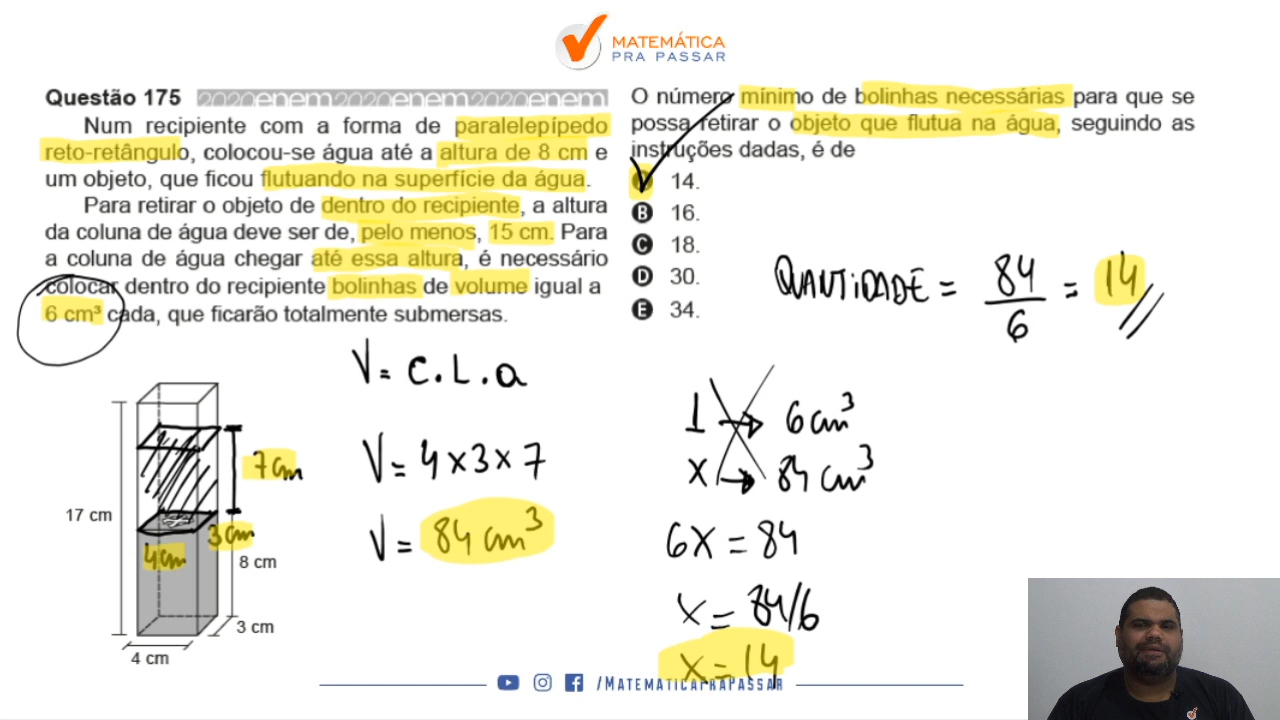 MATEMÁTICA
PRA PASSAR
Questão 175 2020enem2020enem2020enem
Num recipiente com a forma de paralelepípedo
reto-retângulo, colocou-se água até a altura de 8 cm e
um objeto, que ficou flutuando na superfície da água.
Para retirar o objeto de dentro do recipiente, a altura
da coluna de água deve ser de, pelo menos, 15 cm. Para
a coluna de água chegar até essa altura, é necessário
colocar dentro do recipiente bolinhas de volume igual a
6 cm³ cada, que ficarão totalmente submersas.
17 cm
7cm
3cm
4cm
8 cm
3 cm
4 cm
V= C.L.a
V= 4x3x7
V= 84 cm³
O número mínimo de bolinhas necessárias para que se
possa retirar o objeto que flutua na água, seguindo as
instruções dadas, é de
14.
B 16.
C 18.
D 30.
E 34.
QUANTIDADE = 84/6 = 14
1 → 6 cm³
X → 84 cm³
6X = 84
X = 84/6
X = 14
/MATEMATICAPRAPASSAR